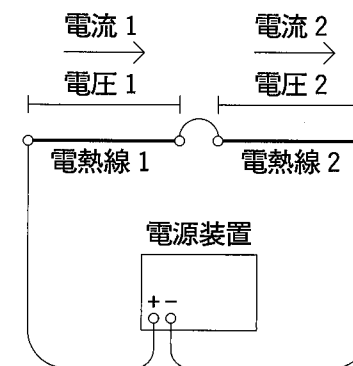 電流 1 電流 2
電圧 1 電圧 2
電熱線 1 電熱線 2
電源装置
+ −